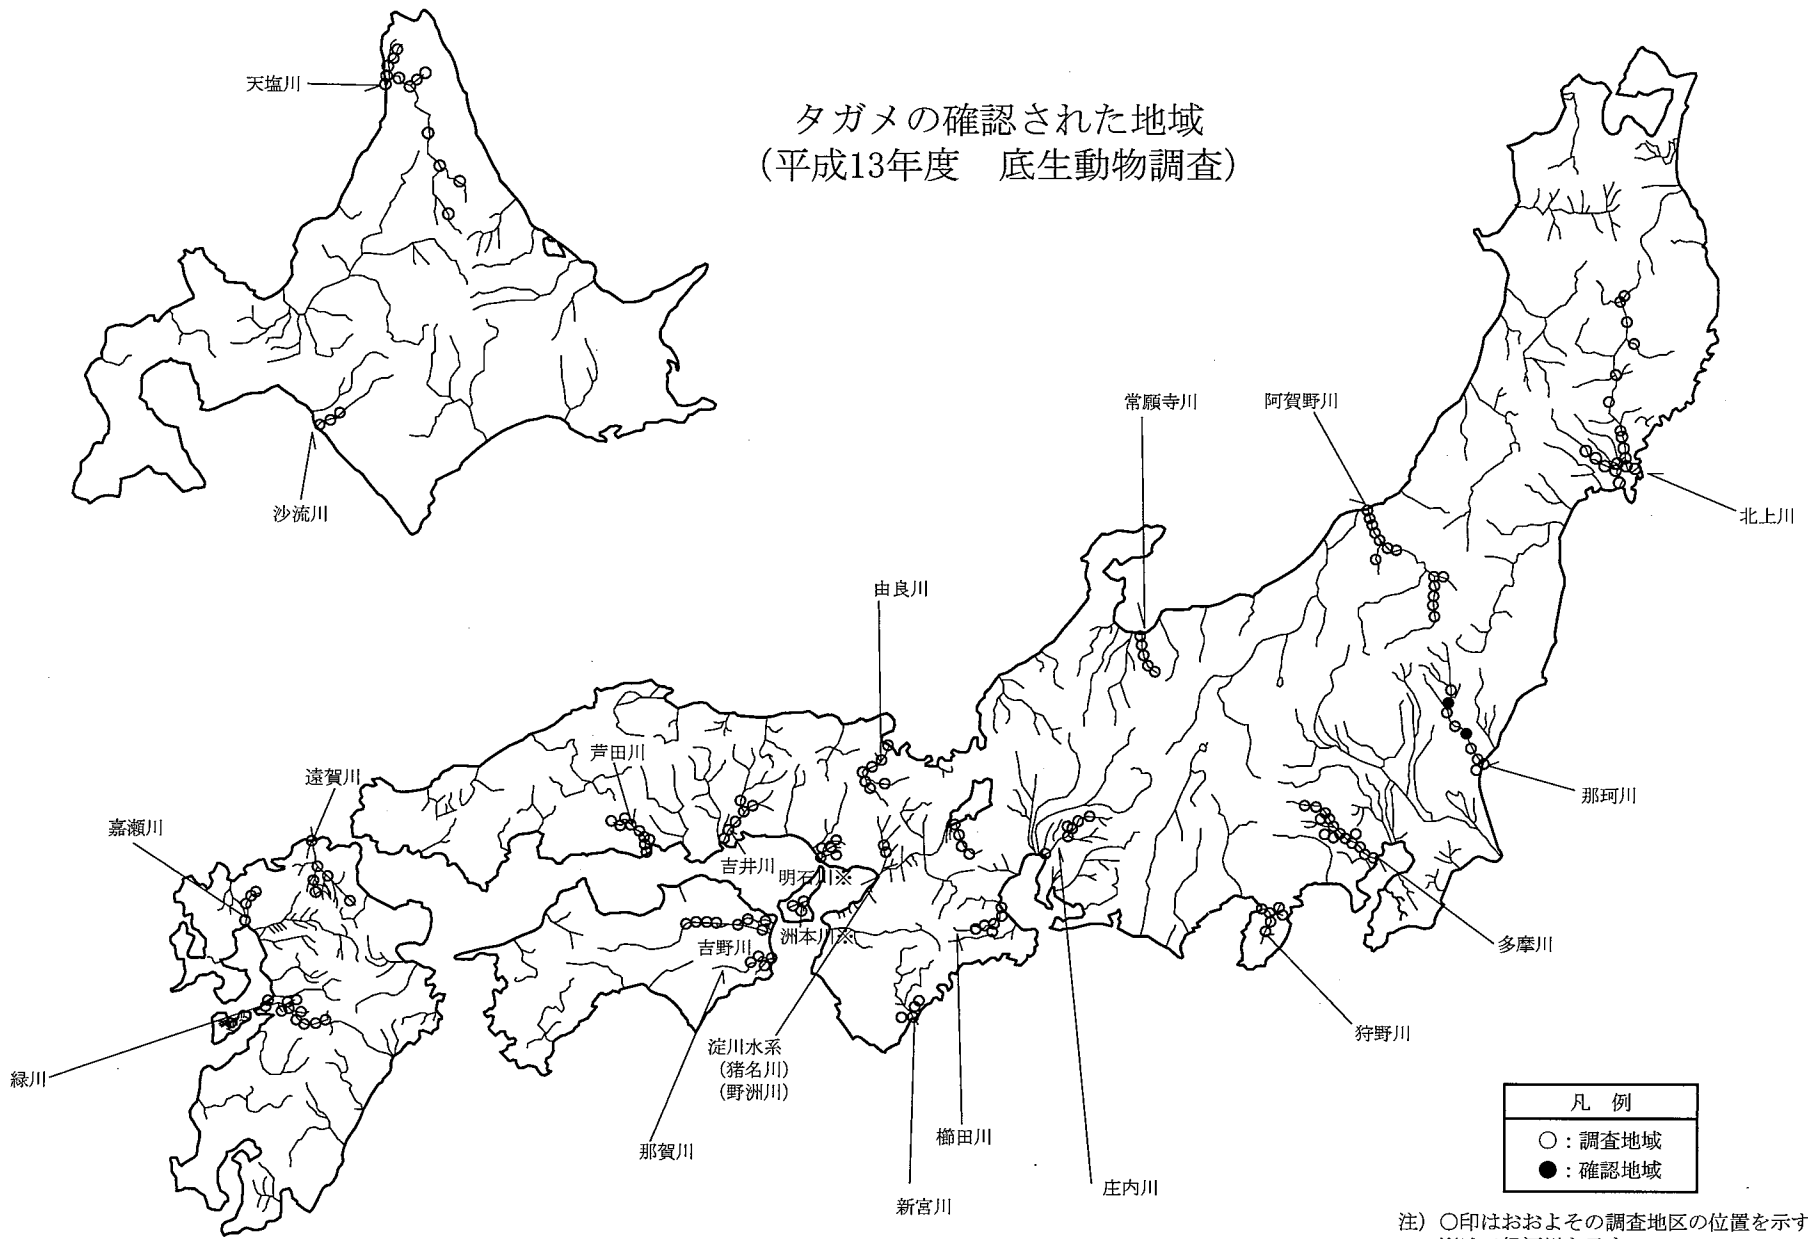 タガメの確認された地域
（平成13年度　底生動物調査）
天塩川
沙流川
常願寺川
阿賀野川
北上川
由良川
芦田川
遠賀川
嘉瀬川
吉井川
明石川※
洲本川※
吉野川
那珂川
多摩川
狩野川
緑川
淀川水系
（猪名川）
（野洲川）
那賀川
櫛田川
新宮川
庄内川
凡　例
○：調査地域
●：確認地域
注）○印はおおよその調査地区の位置を示す